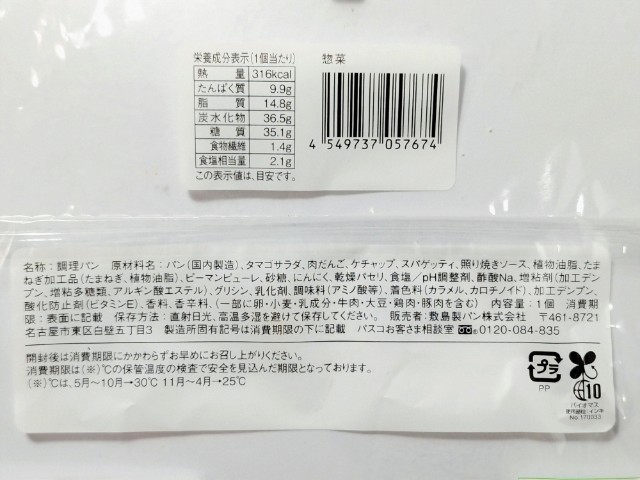 栄養成分表示(1個当たり)
熱量 316kcal
たんぱく質 9.9g
脂質 14.8g
炭水化物 36.5g
糖質 35.1g
食物繊維 1.4g
食塩相当量 2.1g
この表示値は、目安です。
惣菜
4 549737 057674
名称：調理パン 原材料名：パン(国内製造)、タマゴサラダ、肉だんご、ケチャップ、スパゲッティ、照り焼きソース、植物油脂、たま
ねぎ加工品(たまねぎ、植物油脂)、ピーマンピューレ、砂糖、にんにく、乾燥パセリ、食塩／pH調整剤、酢酸Na、増粘剤(加工デン
プン、増粘多糖類、アルギン酸エステル)、グリシン、乳化剤、調味料(アミノ酸等)、着色料(カラメル、カロチノイド)、加工デンプン、
酸化防止剤(ビタミンE)、香料、香辛料、(一部に卵・小麦・乳成分・牛肉・大豆・鶏肉・豚肉を含む) 内容量：1個 消費期
限：表面に記載 保存方法：直射日光、高温多湿を避けて保存してください。 販売者：敷島製パン株式会社 〒461-8721
名古屋市東区白壁五丁目3 製造所固有記号は消費期限の下に記載 パスコお客さま相談室 0120-084-835
開封後は消費期限にかかわらずお早めにお召し上がりください。
消費期限は(※)℃の保管温度の検査で安全を見込んだ期限となっております。
(※)℃は、5月～10月→30℃ 11月～4月→25℃
プラ
PP
10
バイオマス
No.170033